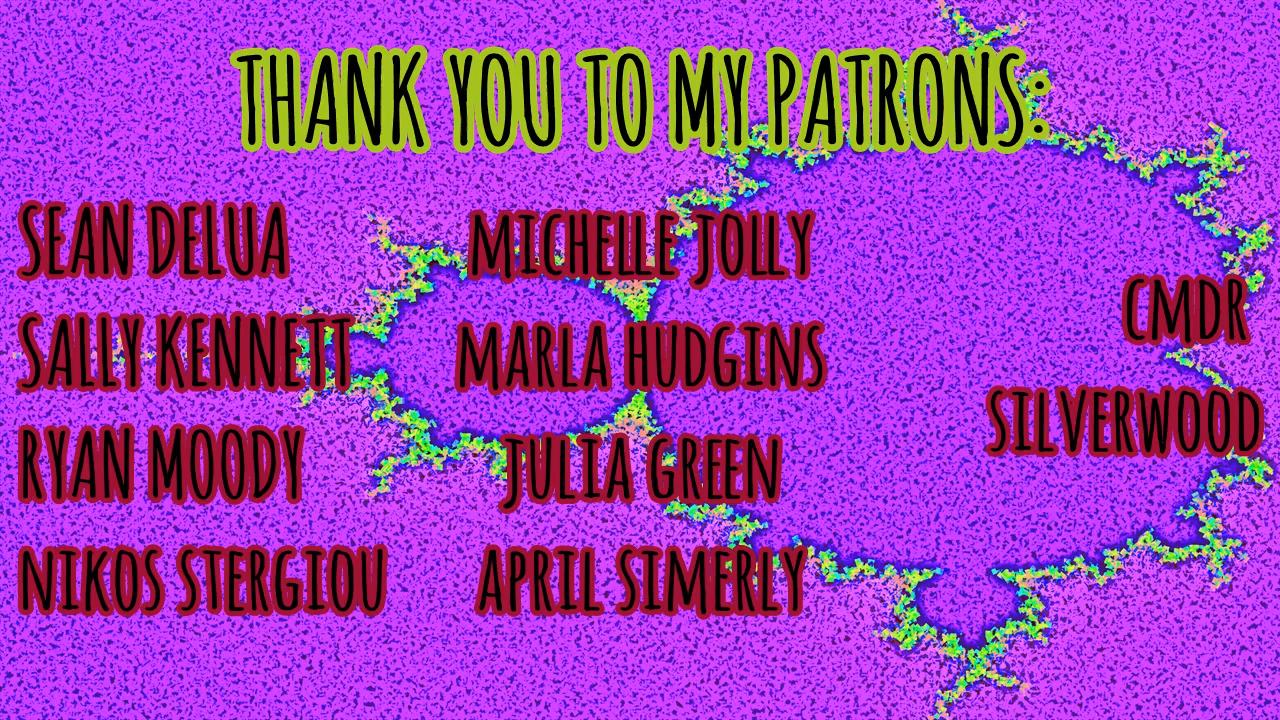 THANK YOU TO MY PATRONS:
SEAN DELUA
SALLY KENNETT
RYAN MOODY
NIKOS STERGIOU
MICHELLE JOLLY
MARLA HUDGINS
JULIA GREEN
APRIL SIMERLY
CMDR
SILVERWOOD